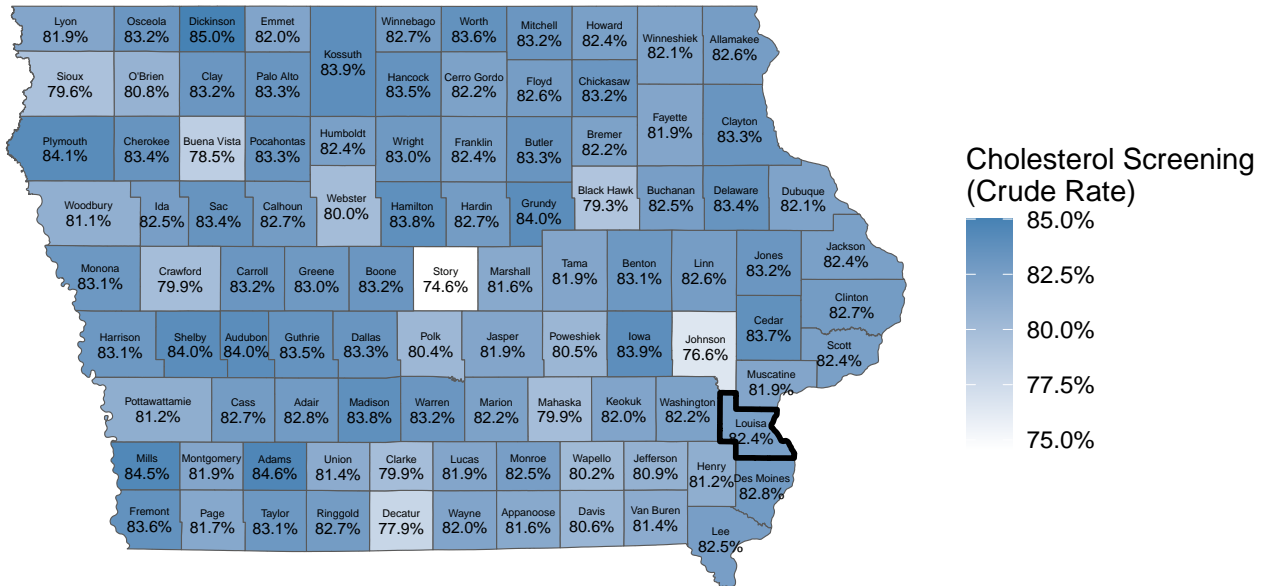 Lyon
81.9%
Osceola
83.2%
Dickinson
85.0%
Emmet
82.0%
Kossuth
83.9%
Winnebago
82.7%
Worth
83.6%
Mitchell
83.2%
Howard
82.4%
Winneshiek
82.1%
Allamakee
82.6%
Sioux
79.6%
O'Brien
80.8%
Clay
83.2%
Palo Alto
83.3%
Hancock
83.5%
Cerro Gordo
82.2%
Floyd
82.6%
Chickasaw
83.2%
Fayette
81.9%
Clayton
83.3%
Plymouth
84.1%
Cherokee
83.4%
Buena Vista
78.5%
Pocahontas
83.3%
Humboldt
82.4%
Wright
83.0%
Franklin
82.4%
Butler
83.3%
Bremer
82.2%
Woodbury
81.1%
Ida
82.5%
Sac
83.4%
Calhoun
82.7%
Webster
80.0%
Hamilton
83.8%
Hardin
82.7%
Grundy
84.0%
Black Hawk
79.3%
Buchanan
82.5%
Delaware
83.4%
Dubuque
82.1%
Monona
83.1%
Crawford
79.9%
Carroll
83.2%
Greene
83.0%
Boone
83.2%
Story
74.6%
Marshall
81.6%
Tama
81.9%
Benton
83.1%
Linn
82.6%
Jones
83.2%
Jackson
82.4%
Clinton
82.7%
Harrison
83.1%
Shelby
84.0%
Audubon
84.0%
Guthrie
83.5%
Dallas
83.3%
Polk
80.4%
Jasper
81.9%
Poweshiek
80.5%
Iowa
83.9%
Johnson
76.6%
Cedar
83.7%
Scott
82.4%
Muscatine
81.9%
Pottawattamie
81.2%
Cass
82.7%
Adair
82.8%
Madison
83.8%
Warren
83.2%
Marion
82.2%
Mahaska
79.9%
Keokuk
82.0%
Washington
82.2%
Louisa
82.4%
Mills
84.5%
Montgomery
81.9%
Adams
84.6%
Union
81.4%
Clarke
79.9%
Lucas
81.9%
Monroe
82.5%
Wapello
80.2%
Jefferson
80.9%
Henry
81.2%
Des Moines
82.8%
Fremont
83.6%
Page
81.7%
Taylor
83.1%
Ringgold
82.7%
Decatur
77.9%
Wayne
82.0%
Appanoose
81.6%
Davis
80.6%
Van Buren
81.4%
Lee
82.5%
Cholesterol Screening
(Crude Rate)
85.0%
82.5%
80.0%
77.5%
75.0%